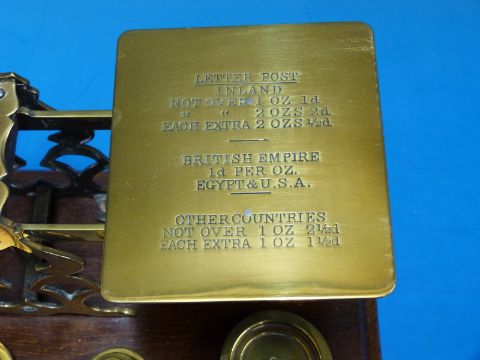 LETTER POST
INLAND
NOT OVER 1 OZ 1d
" " 2 OZS 2d
EACH EXTRA 2 OZS ½d
BRITISH EMPIRE
1d PER OZ.
EGYPT & U.S.A.
OTHER COUNTRIES
NOT OVER 1 OZ 2½d
EACH EXTRA 1 OZ 1½d